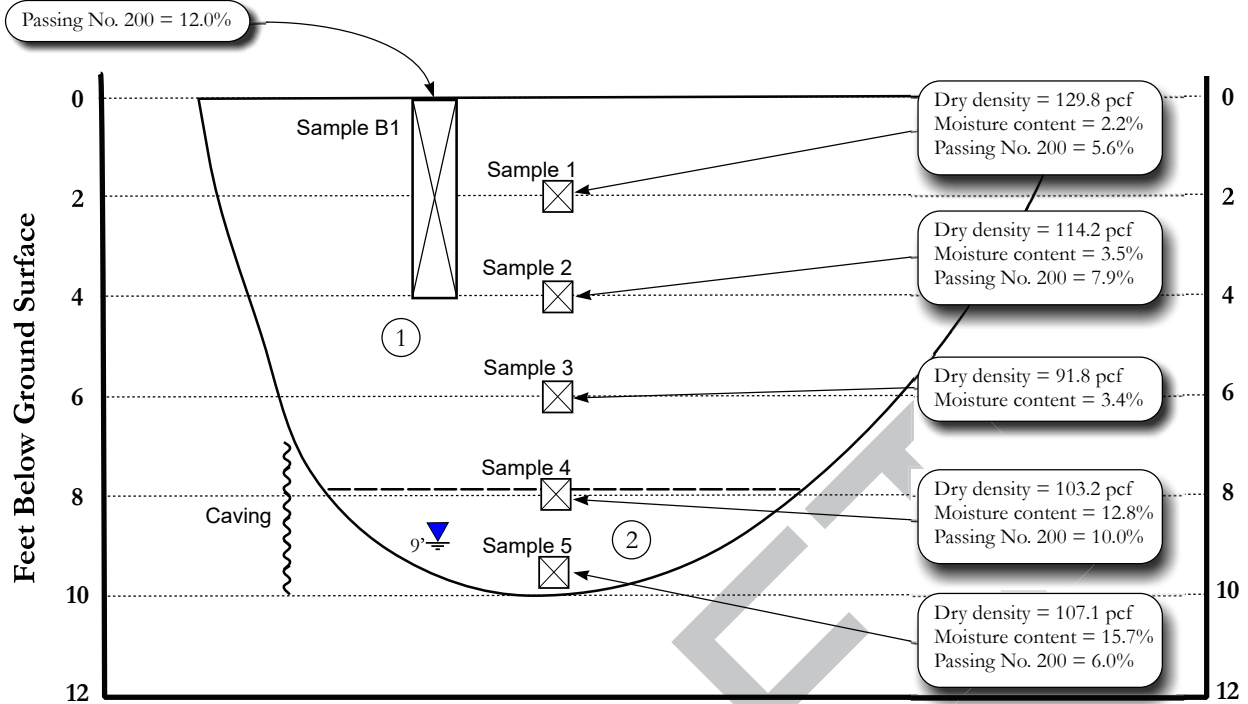 Passing No. 200 = 12.0%
0
0
Dry density = 129.8 pcf
Moisture content = 2.2%
Passing No. 200 = 5.6%
Sample B1
Sample 1
2
2
Dry density = 114.2 pcf
Moisture content = 3.5%
Passing No. 200 = 7.9%
Sample 2
4
4
1
Sample 3
Dry density = 91.8 pcf
Moisture content = 3.4%
6
6
Feet Below Ground Surface
Sample 4
8
8
Dry density = 103.2 pcf
Moisture content = 12.8%
Passing No. 200 = 10.0%
Caving
9'
Sample 5
2
10
10
Dry density = 107.1 pcf
Moisture content = 15.7%
Passing No. 200 = 6.0%
12
12